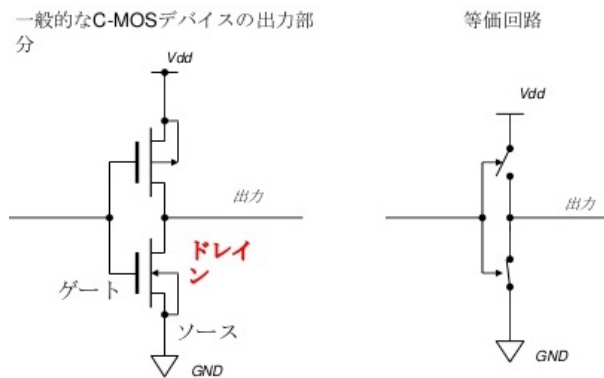 一般的なC-MOSデバイスの出力部
分
等価回路
Vdd
Vdd
出力
出力
ドレイ
ン
ゲート
ソース
GND
GND